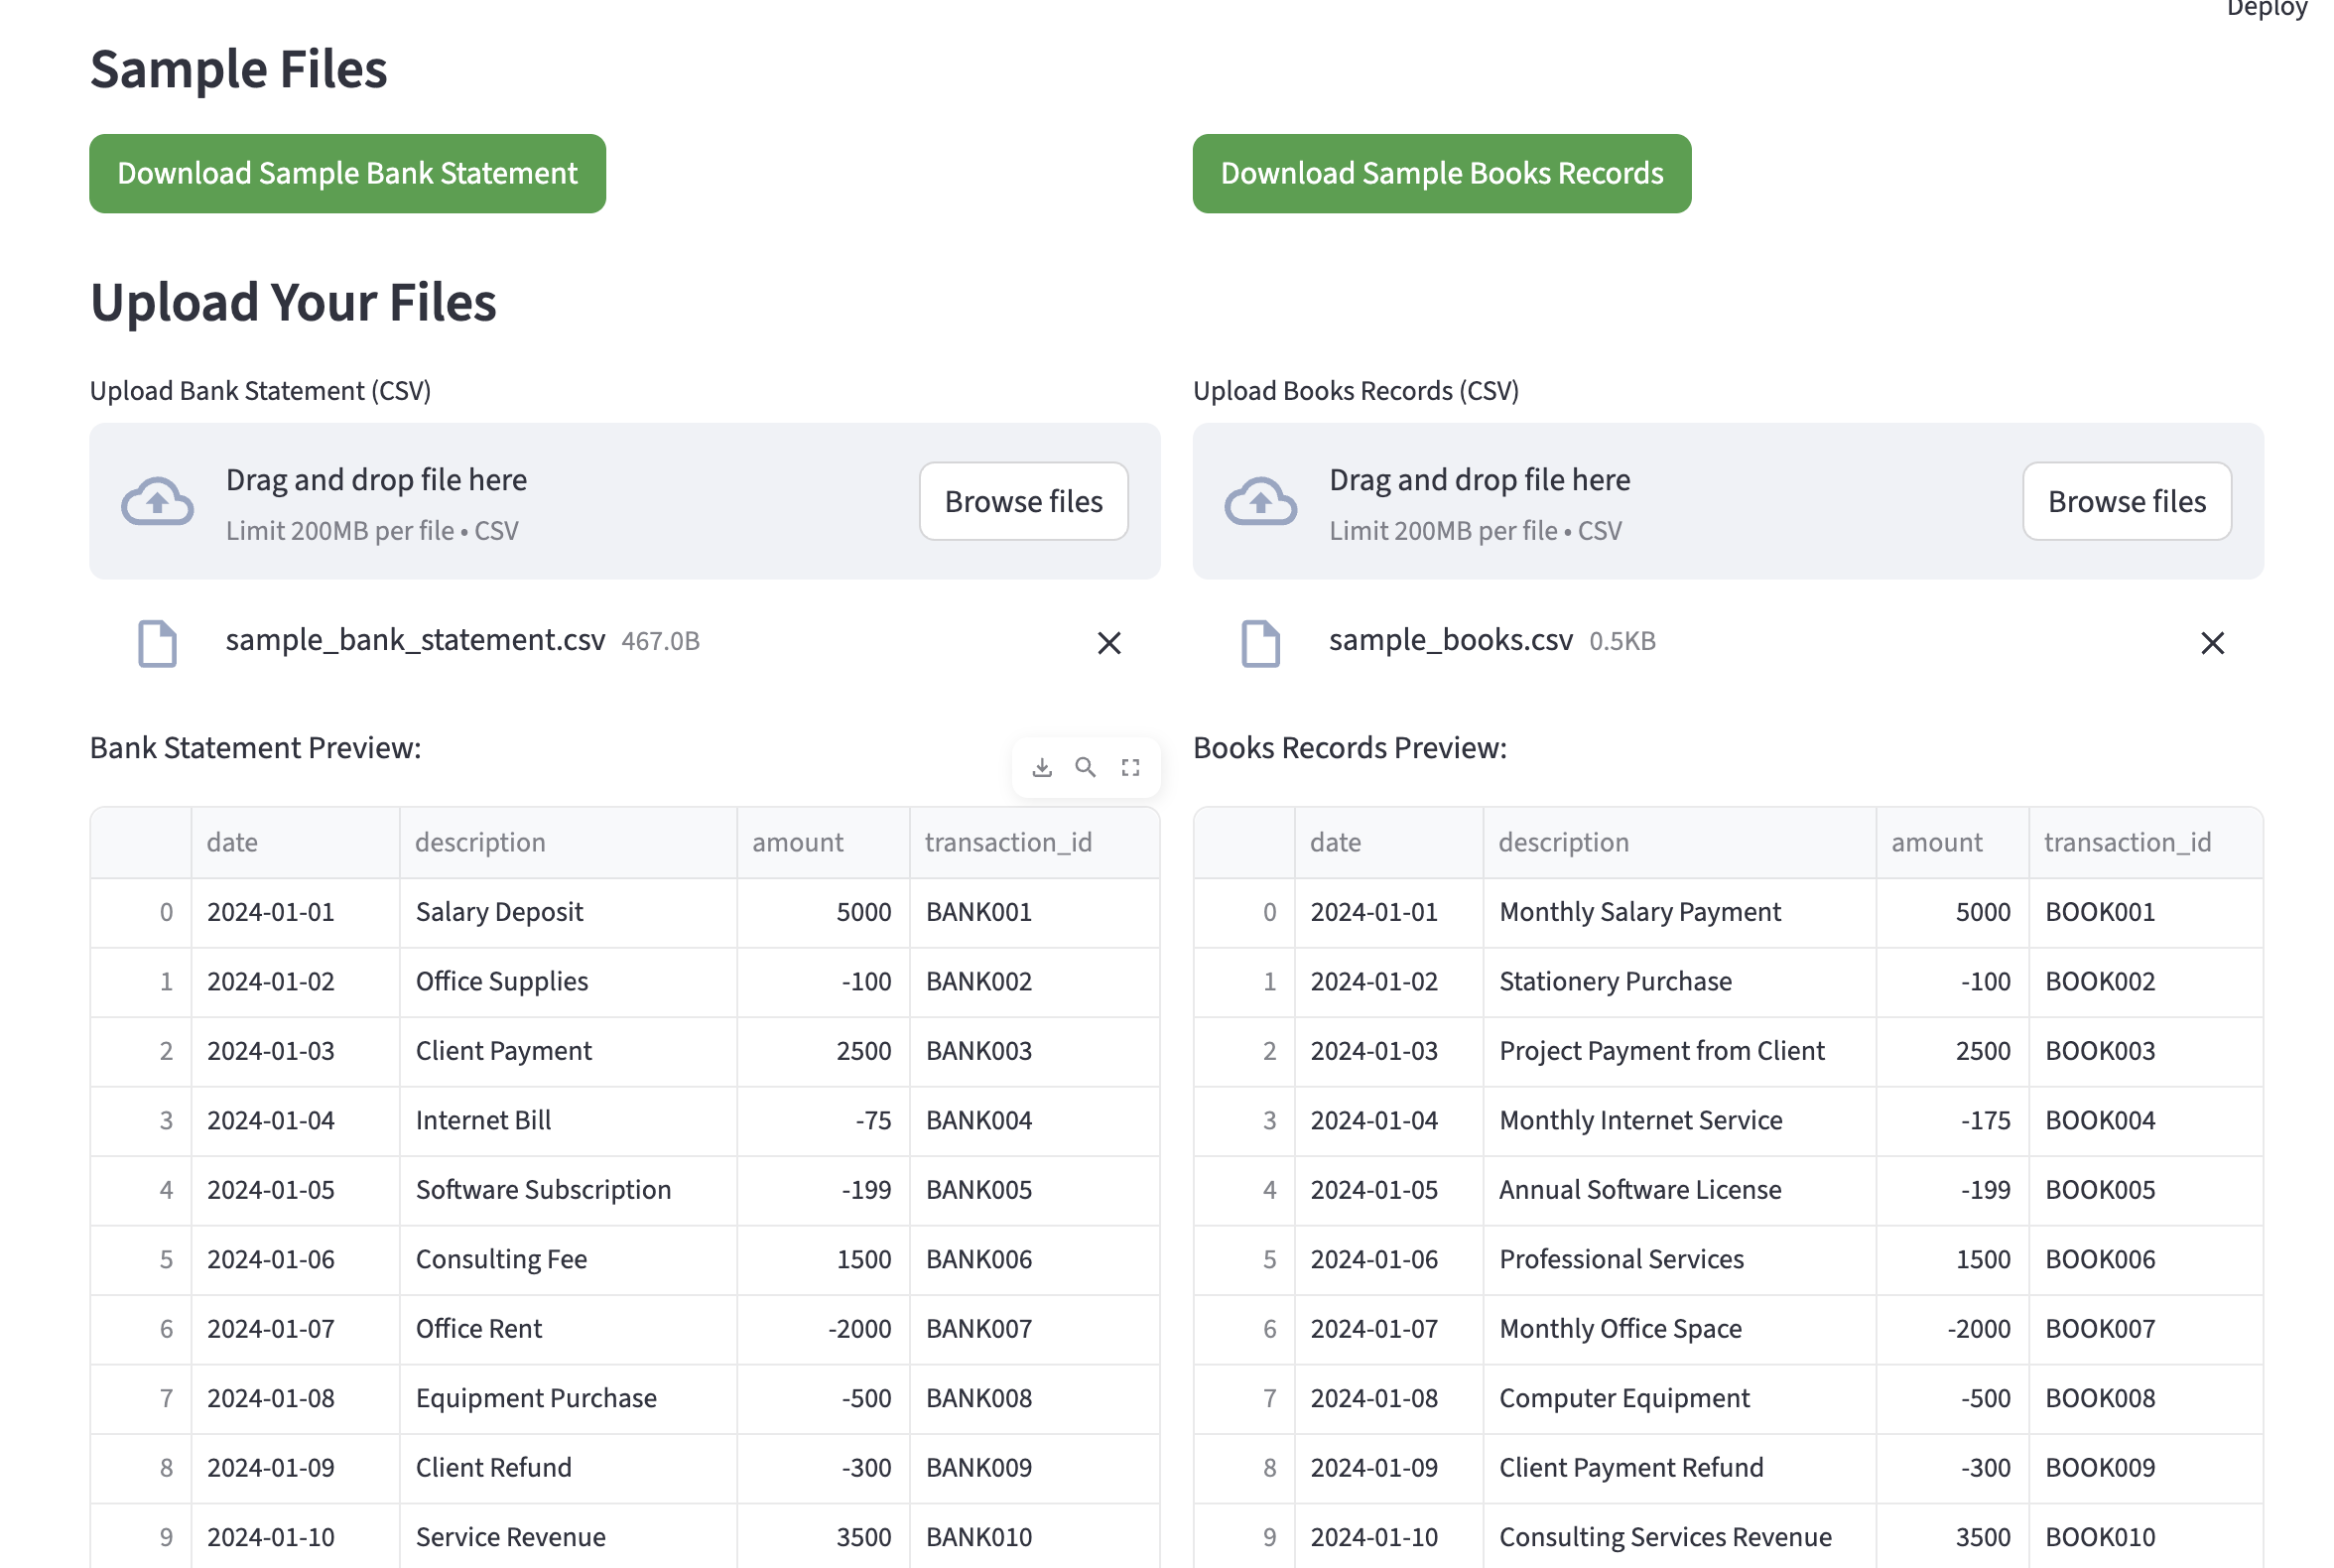 Deploy
Sample Files
Download Sample Bank Statement
Download Sample Books Records
Upload Your Files
Upload Bank Statement (CSV)
Upload Books Records (CSV)
Drag and drop file here
Limit 200MB per file • CSV
Browse files
Drag and drop file here
Limit 200MB per file • CSV
Browse files
sample_bank_statement.csv 467.0B
sample_books.csv 0.5KB
Bank Statement Preview:
date description amount transaction_id
0 2024-01-01 Salary Deposit 5000 BANK001
1 2024-01-02 Office Supplies -100 BANK002
2 2024-01-03 Client Payment 2500 BANK003
3 2024-01-04 Internet Bill -75 BANK004
4 2024-01-05 Software Subscription -199 BANK005
5 2024-01-06 Consulting Fee 1500 BANK006
6 2024-01-07 Office Rent -2000 BANK007
7 2024-01-08 Equipment Purchase -500 BANK008
8 2024-01-09 Client Refund -300 BANK009
9 2024-01-10 Service Revenue 3500 BANK010
Books Records Preview:
date description amount transaction_id
0 2024-01-01 Monthly Salary Payment 5000 BOOK001
1 2024-01-02 Stationery Purchase -100 BOOK002
2 2024-01-03 Project Payment from Client 2500 BOOK003
3 2024-01-04 Monthly Internet Service -175 BOOK004
4 2024-01-05 Annual Software License -199 BOOK005
5 2024-01-06 Professional Services 1500 BOOK006
6 2024-01-07 Monthly Office Space -2000 BOOK007
7 2024-01-08 Computer Equipment -500 BOOK008
8 2024-01-09 Client Payment Refund -300 BOOK009
9 2024-01-10 Consulting Services Revenue 3500 BOOK010